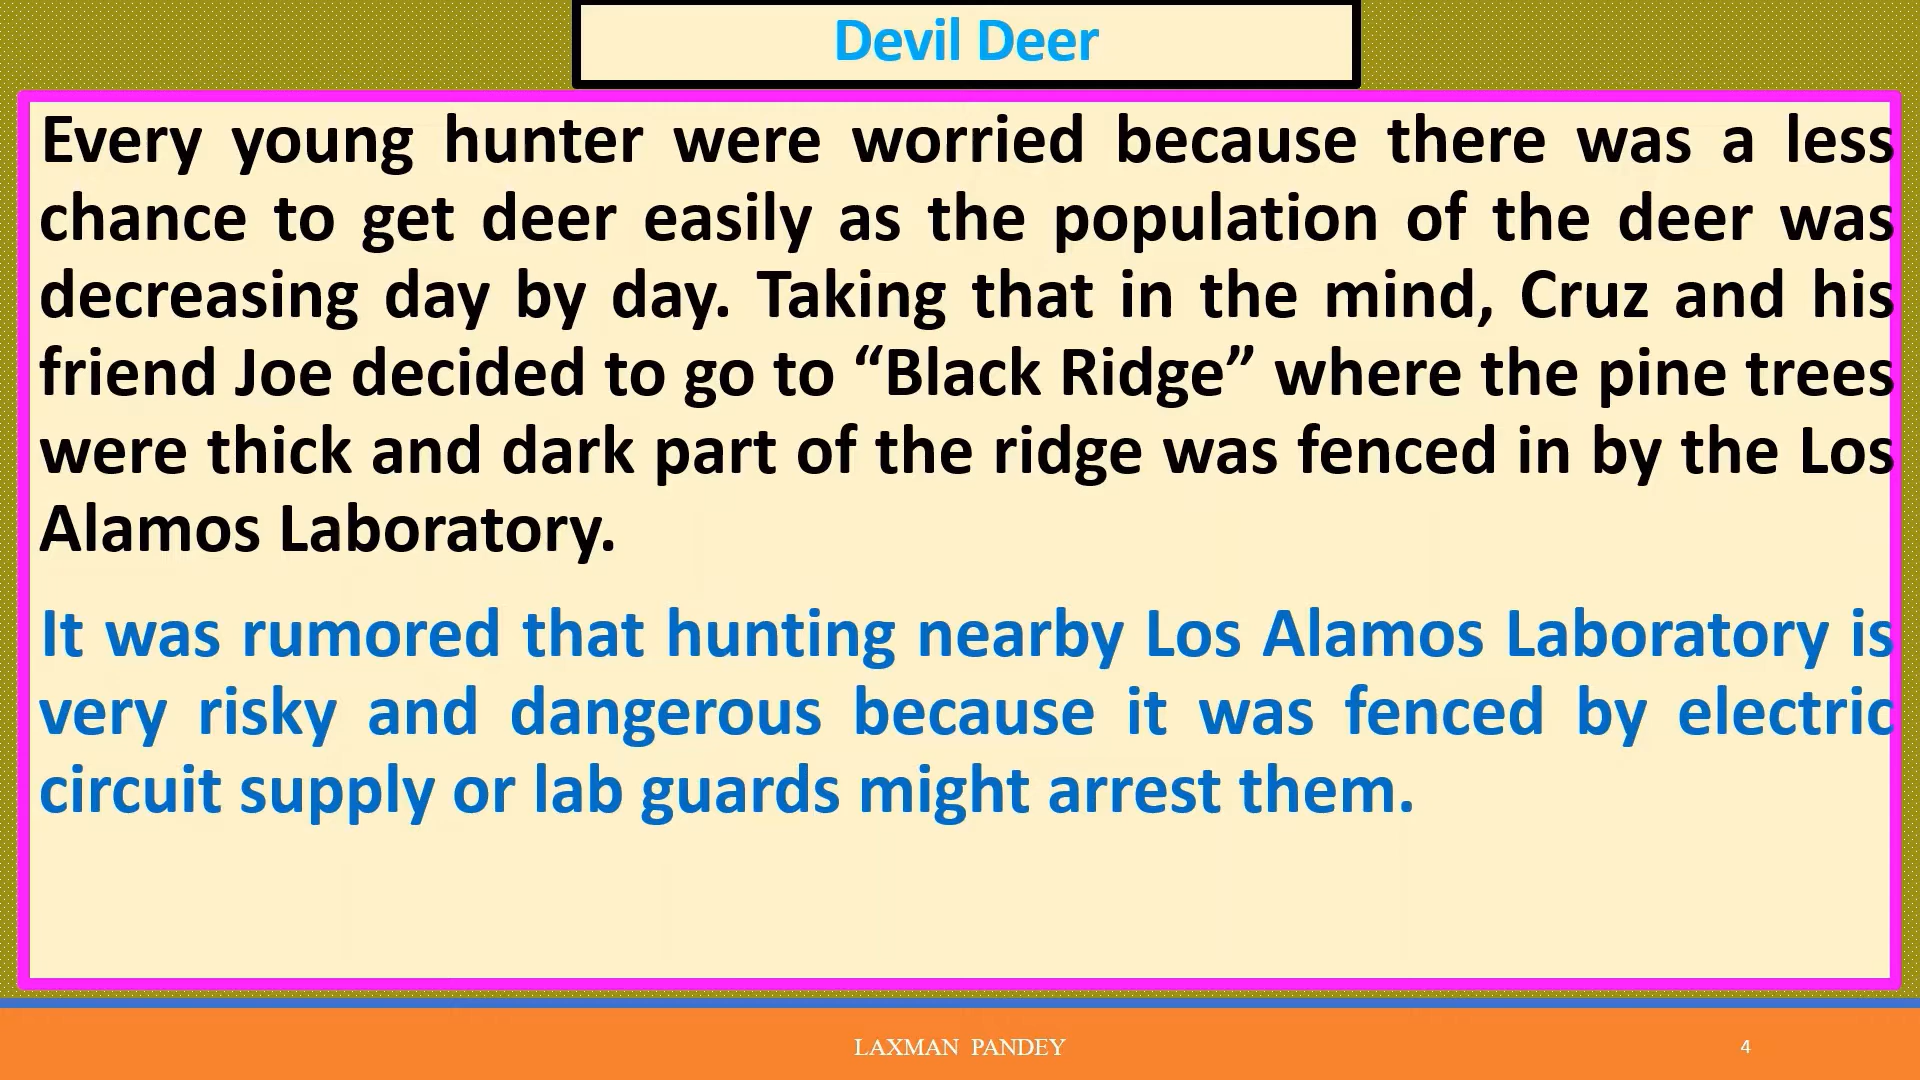 Devil Deer
Every young hunter were worried because there was a less
chance to get deer easily as the population of the deer was
decreasing day by day. Taking that in the mind, Cruz and his
friend Joe decided to go to “Black Ridge” where the pine trees
were thick and dark part of the ridge was fenced in by the Los
Alamos Laboratory.
It was rumored that hunting nearby Los Alamos Laboratory is
very risky and dangerous because it was fenced by electric
circuit supply or lab guards might arrest them.
LAXMAN PANDEY
4